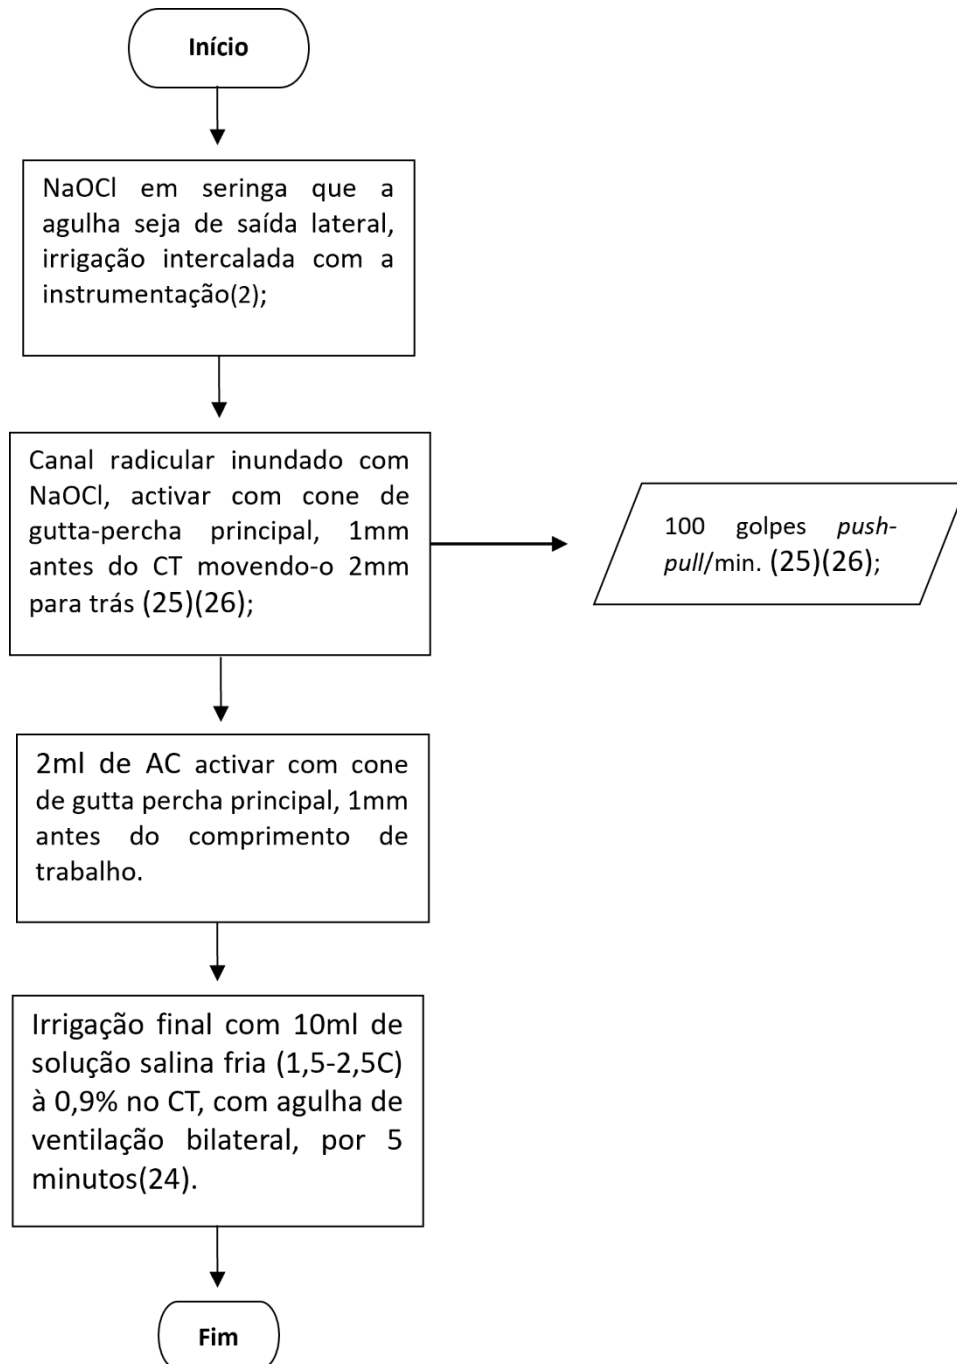 Início
NaOCl em seringa que a
agulha seja de saída lateral,
irrigação intercalada com a
instrumentação(2);
Canal radicular inundado com
NaOCl, activar com cone de
gutta-percha principal, 1mm
antes do CT movendo-o 2mm
para trás (25)(26);
100 golpes push-
pull/min. (25)(26);
2ml de AC activar com cone
de gutta percha principal, 1mm
antes do comprimento de
trabalho.
Irrigação final com 10ml de
solução salina fria (1,5-2,5C)
à 0,9% no CT, com agulha de
ventilação bilateral, por 5
minutos(24).
Fim